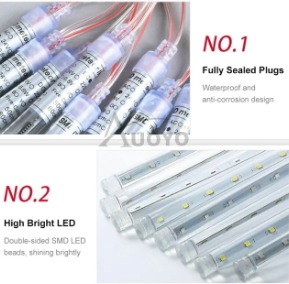 NO.1
Fully Sealed Plugs
Waterproof and
anti-corrosion design
AUOYO
NO.2
High Bright LED
Double-sided SMD LED
beads, shining brightly